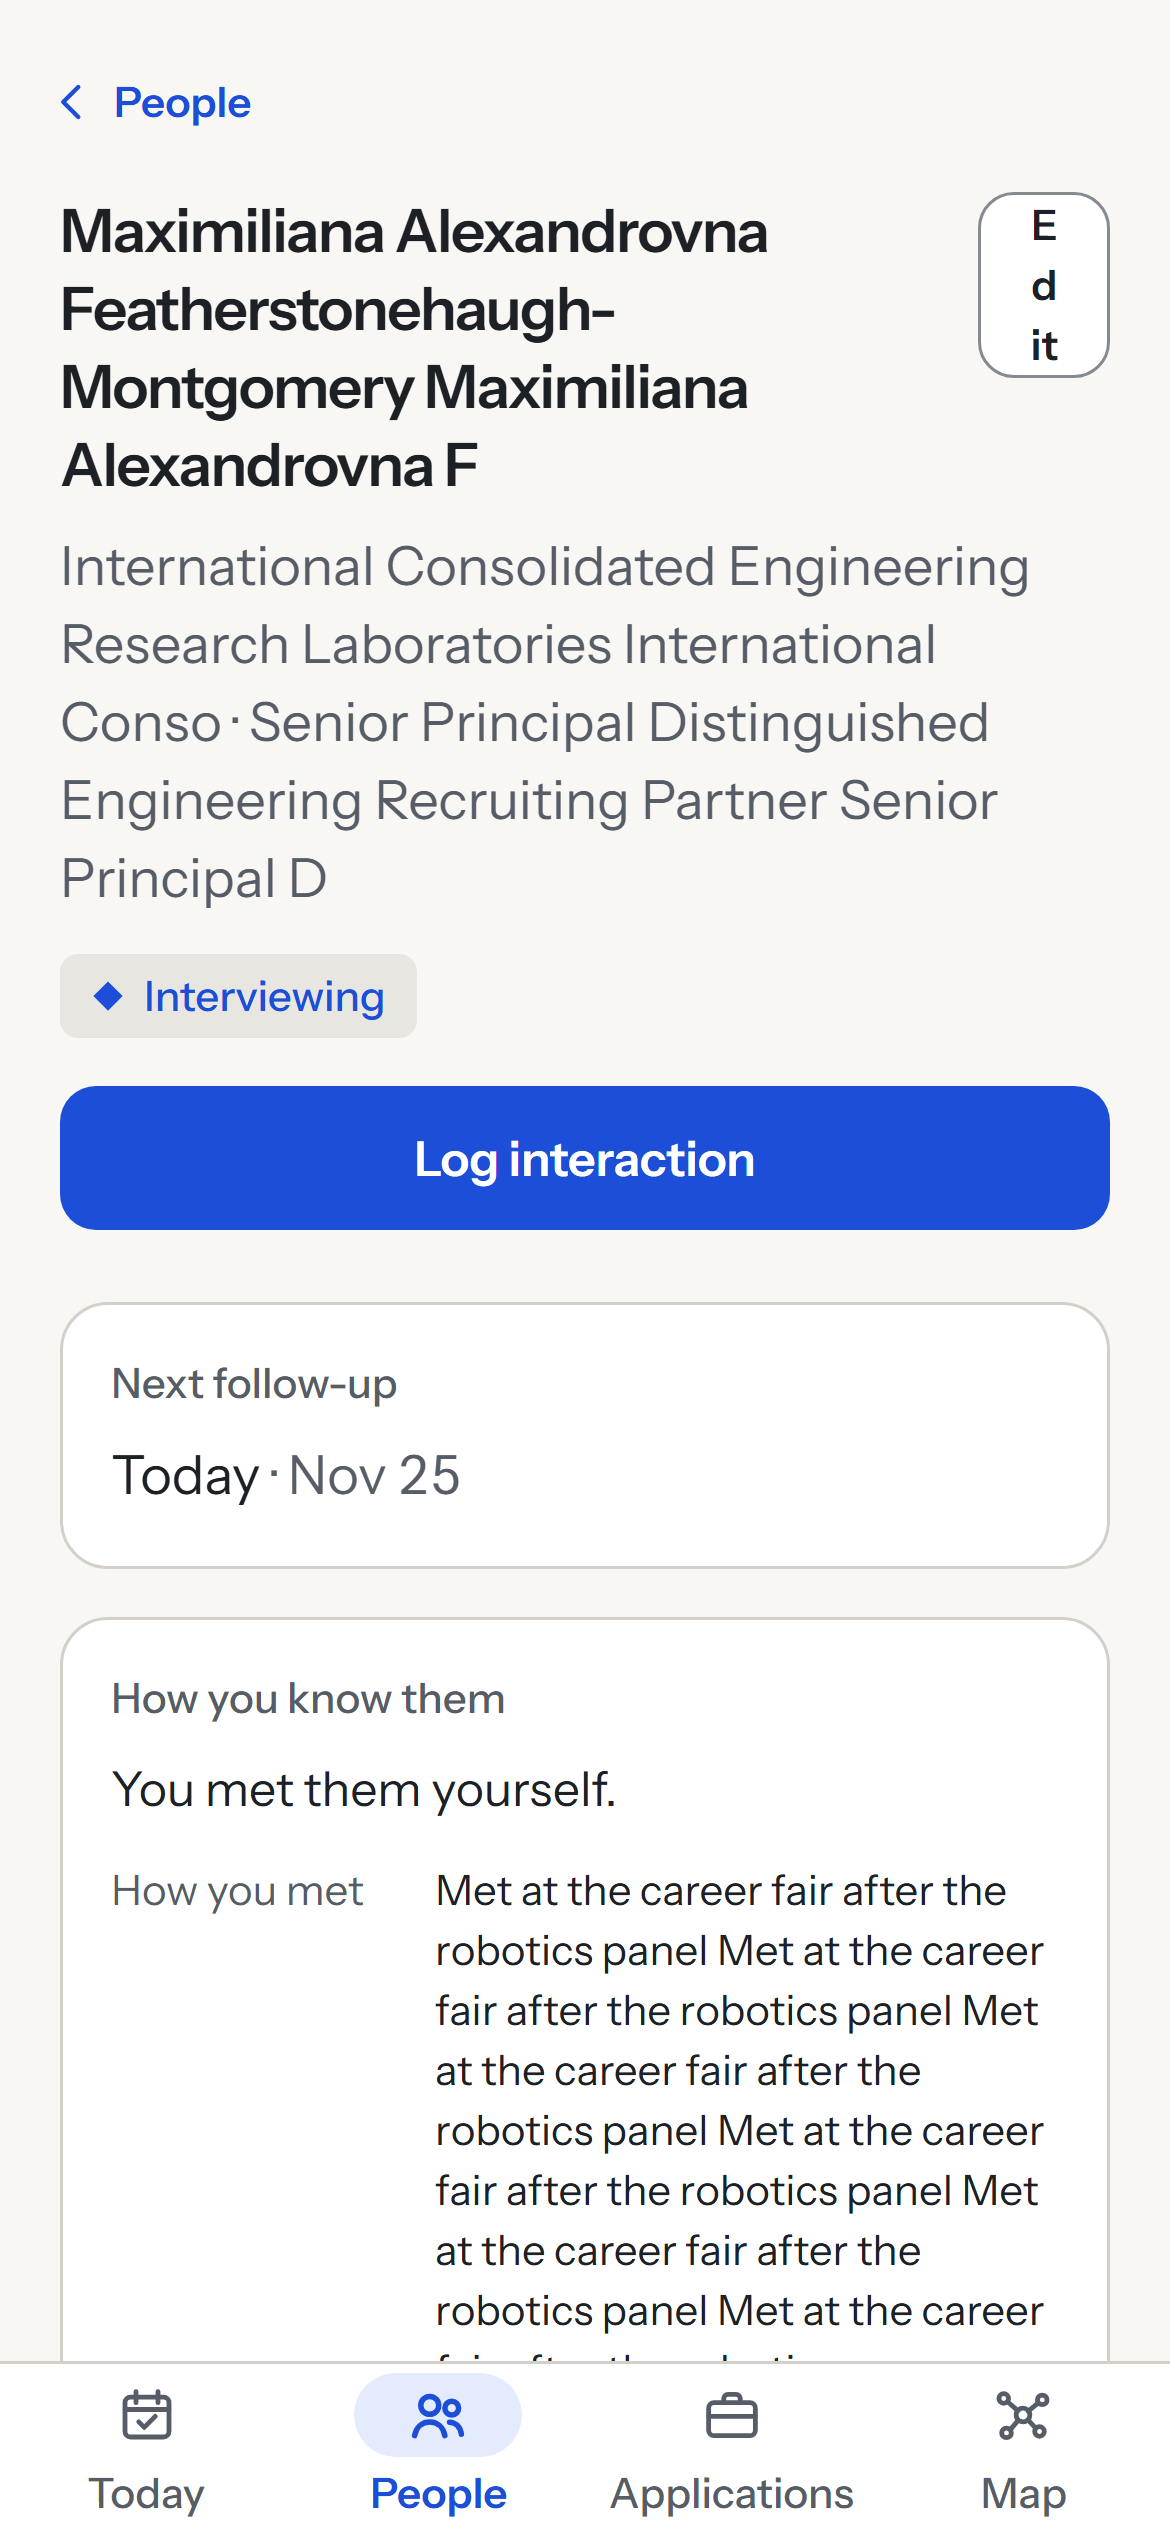 People
Maximiliana Alexandrovna
Featherstonehaugh-
Montgomery Maximiliana
Alexandrovna F
E
d
it
International Consolidated Engineering
Research Laboratories International
Conso · Senior Principal Distinguished
Engineering Recruiting Partner Senior
Principal D
Interviewing
Log interaction
Next follow-up
Today · Nov 25
How you know them
You met them yourself.
How you met
Met at the career fair after the
robotics panel Met at the career
fair after the robotics panel Met
at the career fair after the
robotics panel Met at the career
fair after the robotics panel Met
at the career fair after the
robotics panel Met at the career
Today
People
Applications
Map